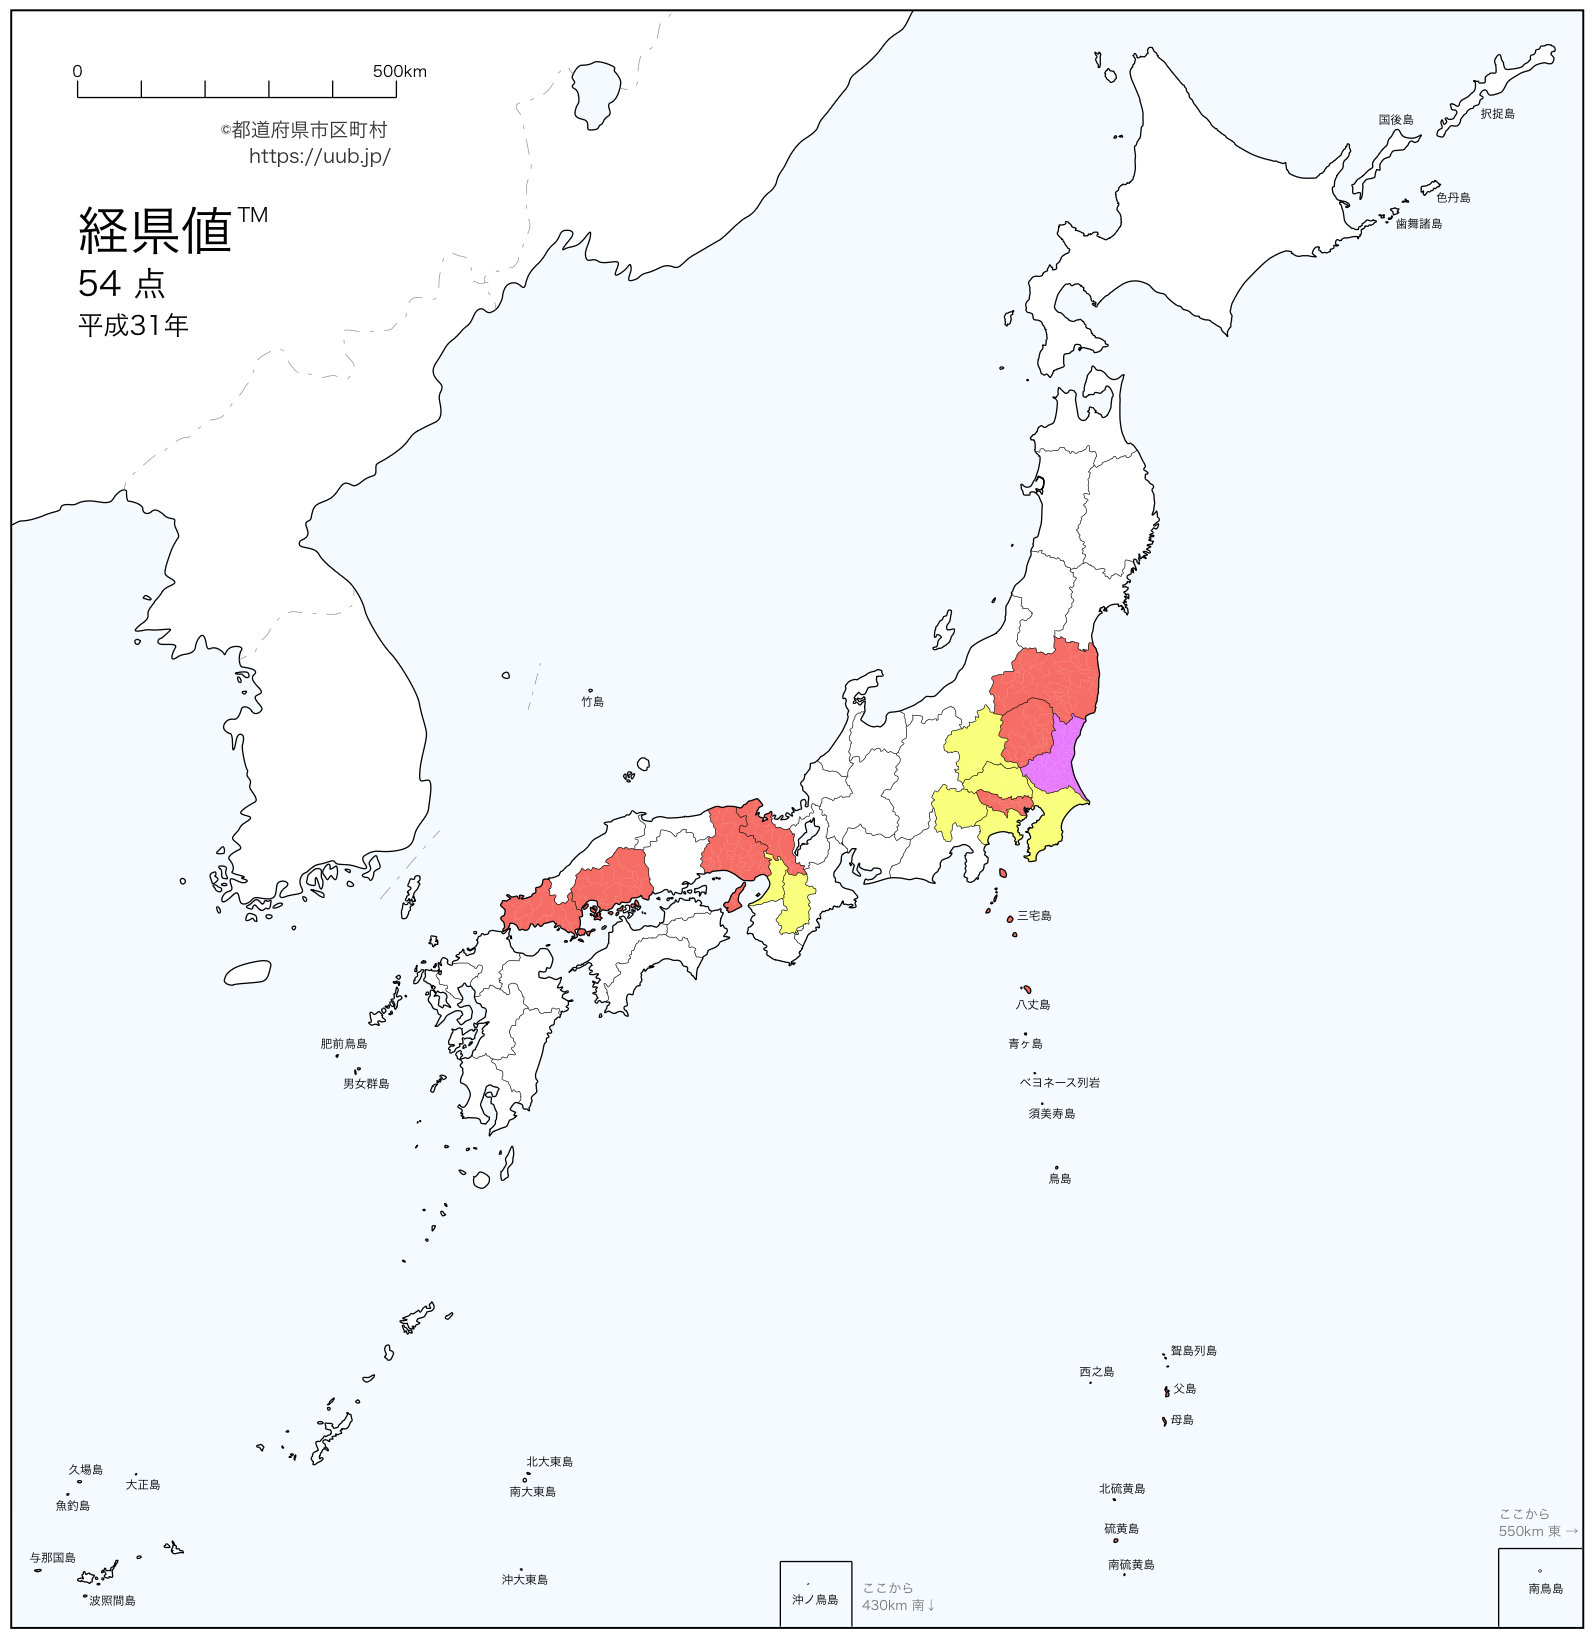 0 500km
©都道府県市区町村
https://uub.jp/
経県値™
54 点
平成31年
国後島
択捉島
色丹島
歯舞諸島
竹島
三宅島
八丈島
青ヶ島
ベヨネース列岩
須美寿島
鳥島
肥前鳥島
男女群島
聟島列島
西之島
父島
母島
北硫黄島
硫黄島
南硫黄島
久場島
大正島
魚釣島
与那国島
波照間島
北大東島
南大東島
沖大東島
沖ノ鳥島
ここから
430km 南↓
ここから
550km 東→
南鳥島